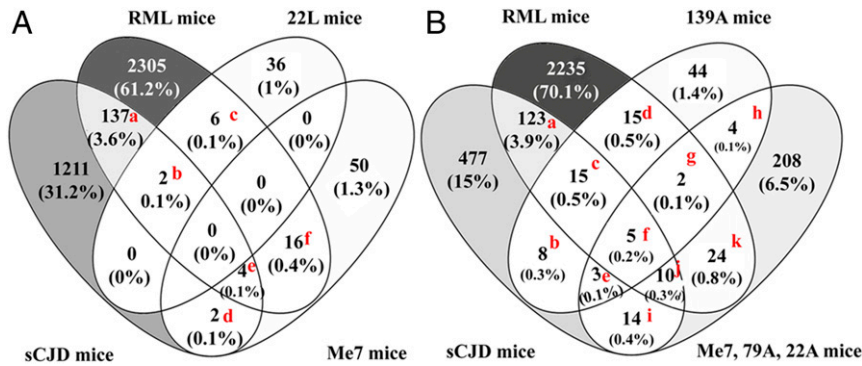 A
RML mice
22L mice
2305
(61.2%)
36
(1%)
137a
(3.6%)
6 c
(0.1%)
0
(0%)
1211
(31.2%)
2 b
0.1%)
0
(0%)
50
(1.3%)
0
(0%)
0
(0%)
16f
(0.4%)
4e
(0.1%)
2 d
(0.1%)
sCJD mice
Me7 mice
B
RML mice
139A mice
2235
(70.1%)
44
(1.4%)
123a
(3.9%)
15d
(0.5%)
h
4
(0.1%)
477
(15%)
15 c
(0.5%)
g
2
(0.1%)
208
(6.5%)
8 b
(0.3%)
5 f
(0.2%)
24 k
(0.8%)
3e
(0.1%)
10j
(0.3%)
14 i
(0.4%)
sCJD mice
Me7, 79A, 22A mice